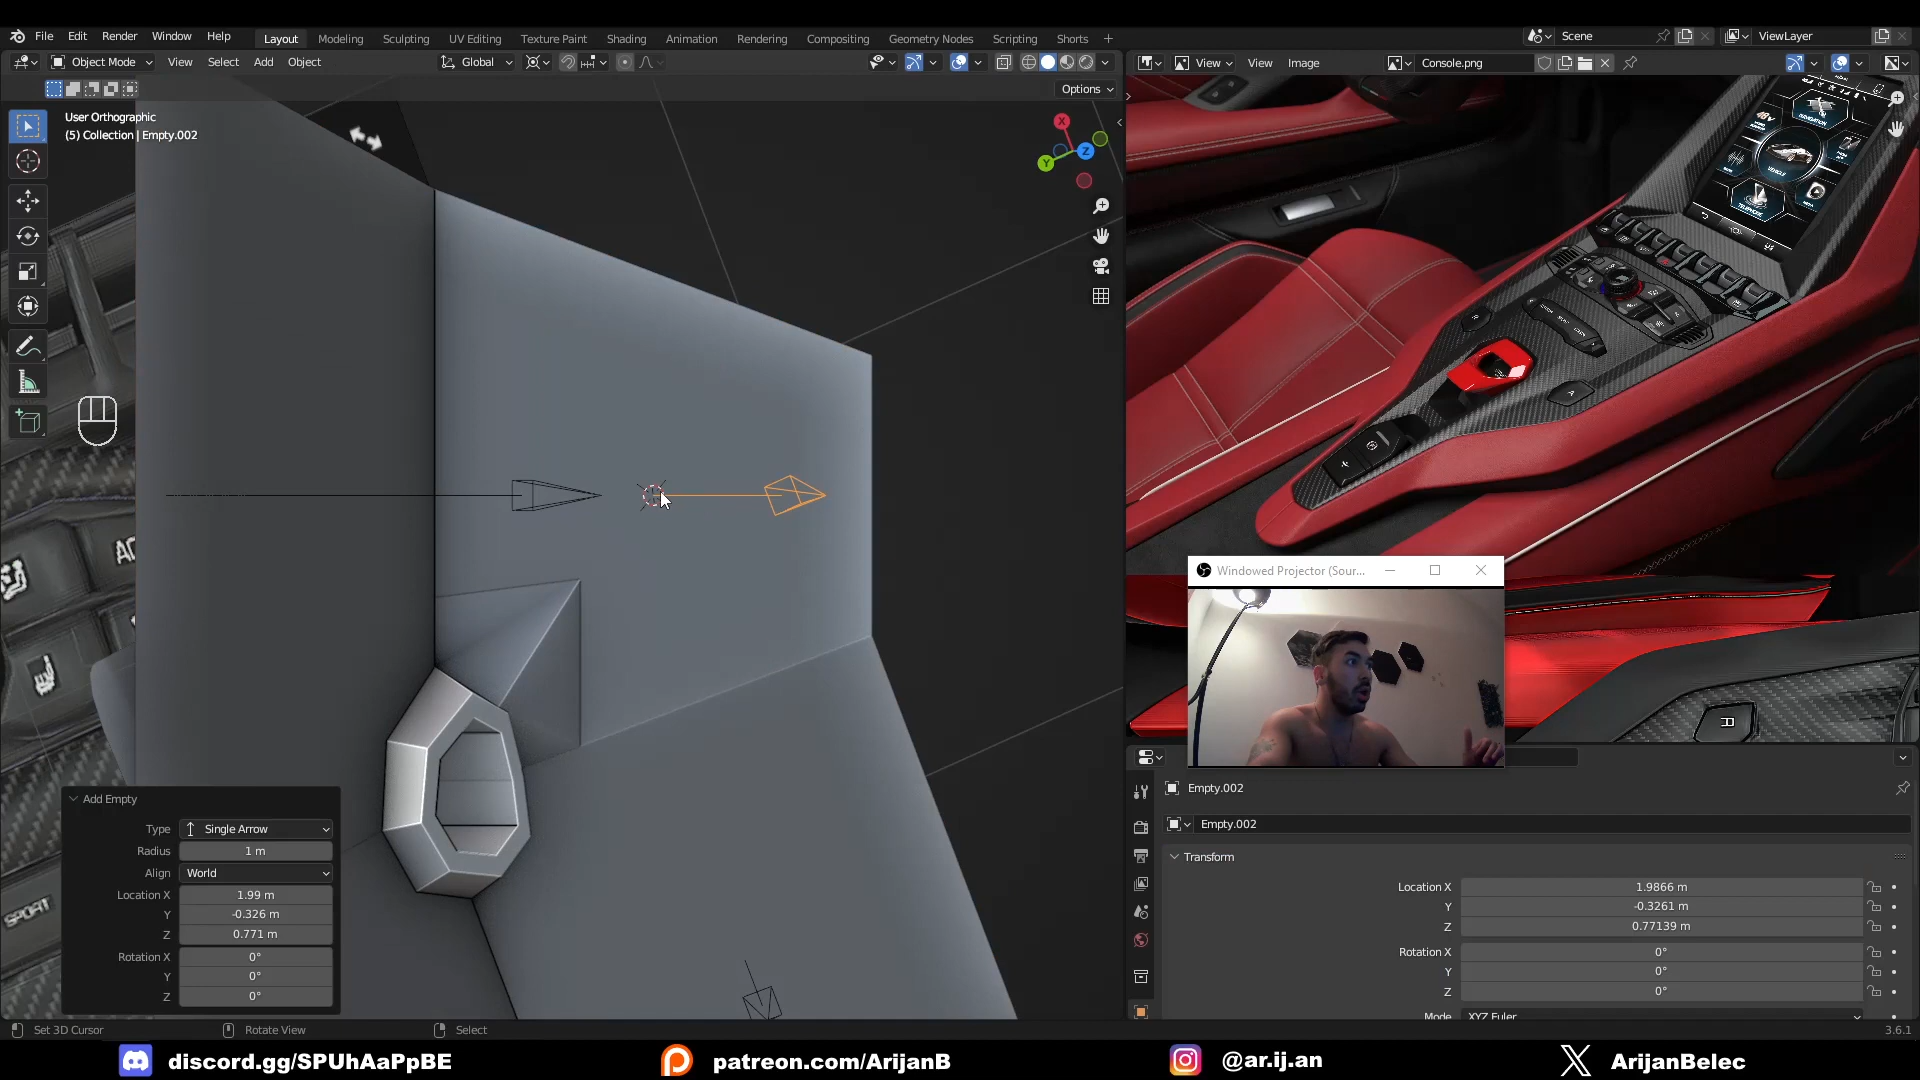 File Edit Render Window Help
Layout Modeling Sculpting UV Editing Texture Paint Shading Animation Rendering Compositing Geometry Nodes Scripting Shorts +
Scene
ViewLayer
Object Mode View Select Add Object
Global
View View Image
Console.png
Options
User Orthographic
(5) Collection | Empty.002
X
Y
Z
NAVIGATION
VEHICLE
TELEPHONE
A
Windowed Projector (Sour...
R
SPORT
Add Empty
Type Single Arrow
Radius 1 m
Align World
Location X 1.99 m
Y -0.326 m
Z 0.771 m
Rotation X 0°
Y 0°
Z 0°
Empty.002
Empty.002
Transform
Location X 1.9866 m
Y -0.3261 m
Z 0.77139 m
Rotation X 0°
Y 0°
Z 0°
Mode XYZ Euler
Set 3D Cursor Rotate View Select
3.6.1
discord.gg/SPUhAaPpBE
patreon.com/ArijanB
@ar.ij.an
ArijanBelec